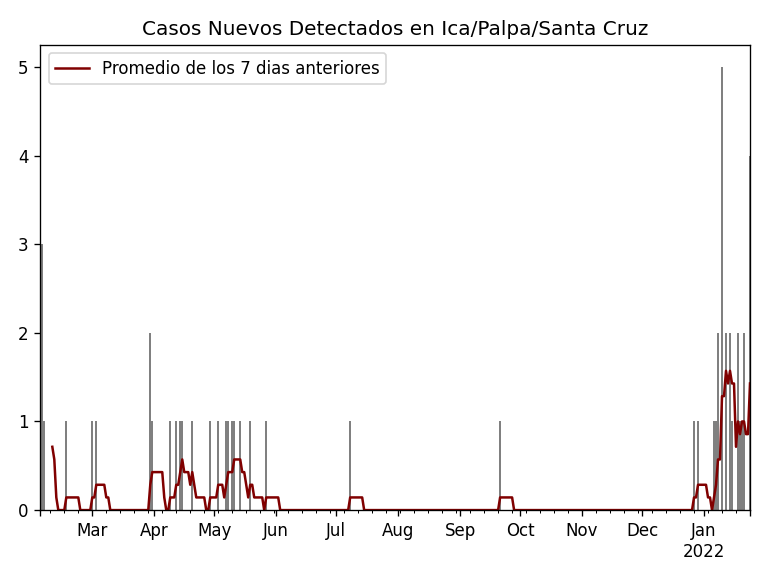 Casos Nuevos Detectados en Ica/Palpa/Santa Cruz
Promedio de los 7 dias anteriores
5
4
3
2
1
0
Mar Apr May Jun Jul Aug Sep Oct Nov Dec Jan
2022